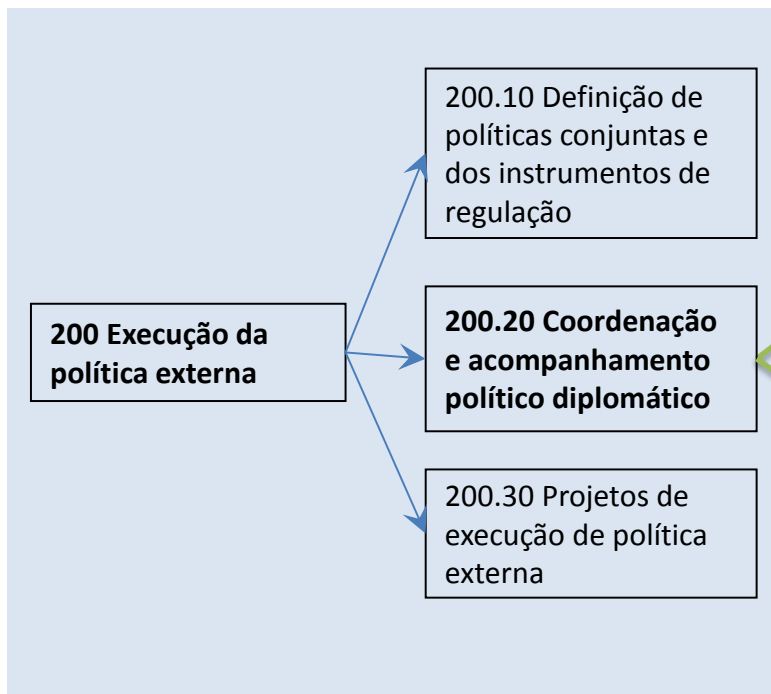 200.10 Definição de
políticas conjuntas e
dos instrumentos de
regulação
200 Execução da
política externa
200.20 Coordenação
e acompanhamento
político diplomático
200.30 Projetos de
execução de política
externa